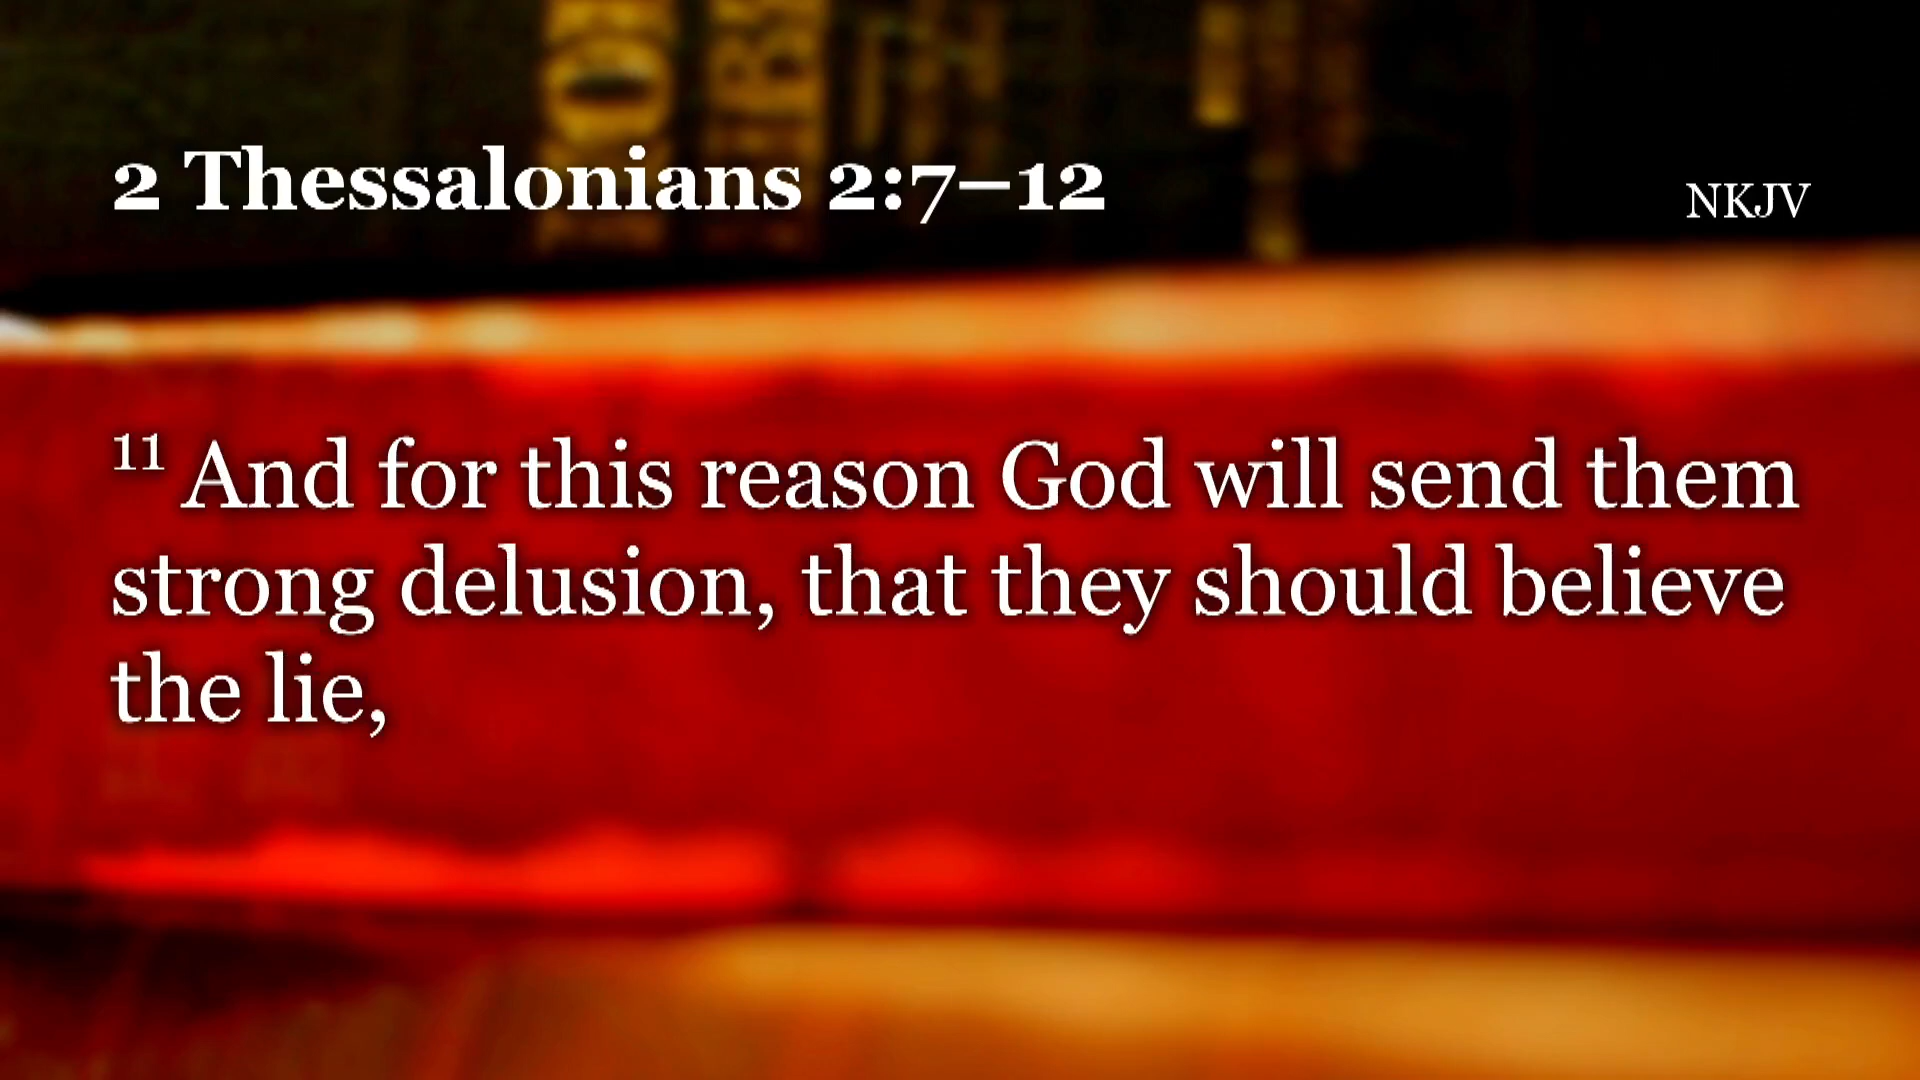 2 Thessalonians 2:7–12
NKJV
11 And for this reason God will send them
strong delusion, that they should believe
the lie,